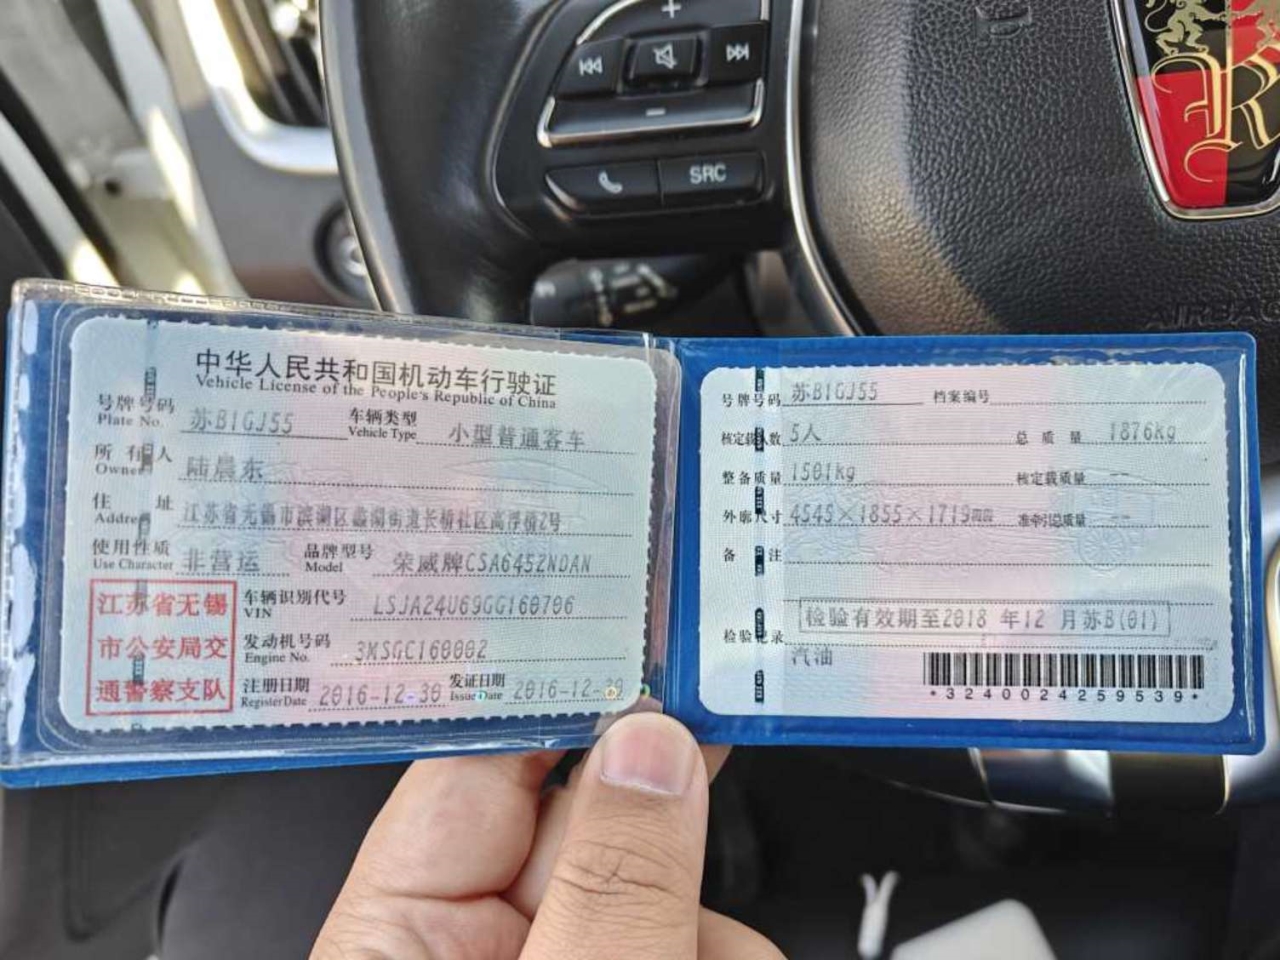 SRC
R
AIRBAG
中华人民共和国机动车行驶证
Vehicle License of the People's Republic of China
号牌号码 苏B1GJ55 车辆类型 小型普通客车
Plate No. Vehicle Type
所有人 陆晨东
Owner
住址 江苏省无锡市滨湖区蠡湖街道长桥社区高浮桥2号
Address
使用性质 非营运 品牌型号 荣威牌CSA6452NDAN
Use Character Model
江苏省无锡
市公安局交
通警察支队
车辆识别代号 LSJA24U69GG160706
VIN
发动机号码 3MSGC160002
Engine No.
注册日期 2016-12-30 发证日期 2016-12-30
Register Date Issue Date
号牌号码 苏B1GJ55 档案编号
核定载人数 5人 总质量 1876kg
整备质量 1501kg 核定载质量 --
外廓尺寸 4545×1855×1719mm 准牵引总质量 --
备注
检验有效期至2018 年12 月苏B(01)
检验记录
汽油
*3240024259539*